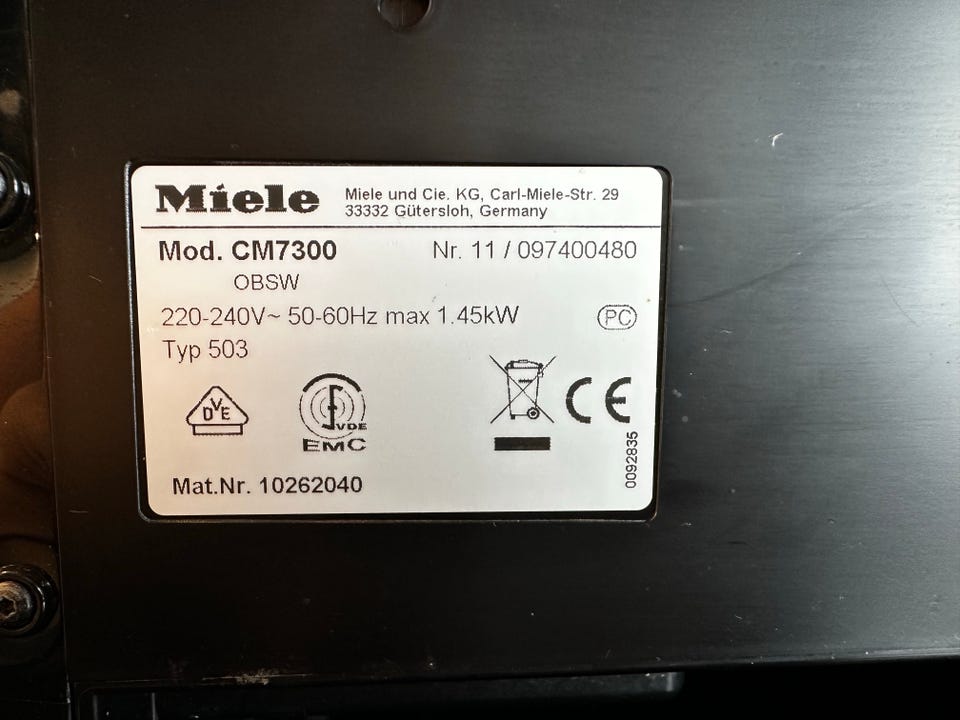 Miele
Miele und Cie. KG, Carl-Miele-Str. 29
33332 Gütersloh, Germany
Mod. CM7300 Nr. 11 / 097400480
OBSW
220-240V~ 50-60Hz max 1.45kW PC
Typ 503
DVE
VDE
EMC
CE
0092835
Mat.Nr. 10262040